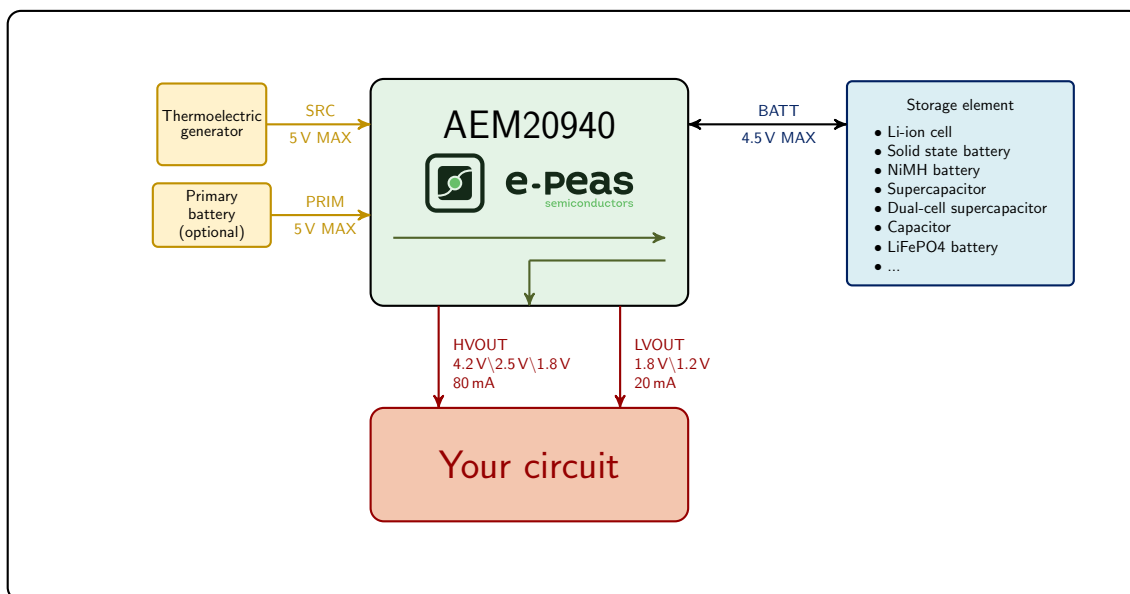 Thermoelectric
generator
SRC
5 V MAX
Primary
battery
(optional)
PRIM
5 V MAX
AEM20940
e-peas
semiconductors
BATT
4.5 V MAX
Storage element
• Li-ion cell
• Solid state battery
• NiMH battery
• Supercapacitor
• Dual-cell supercapacitor
• Capacitor
• LiFePO4 battery
• ...
HVOUT
4.2 V\2.5 V\1.8 V
80 mA
LVOUT
1.8 V\1.2 V
20 mA
Your circuit